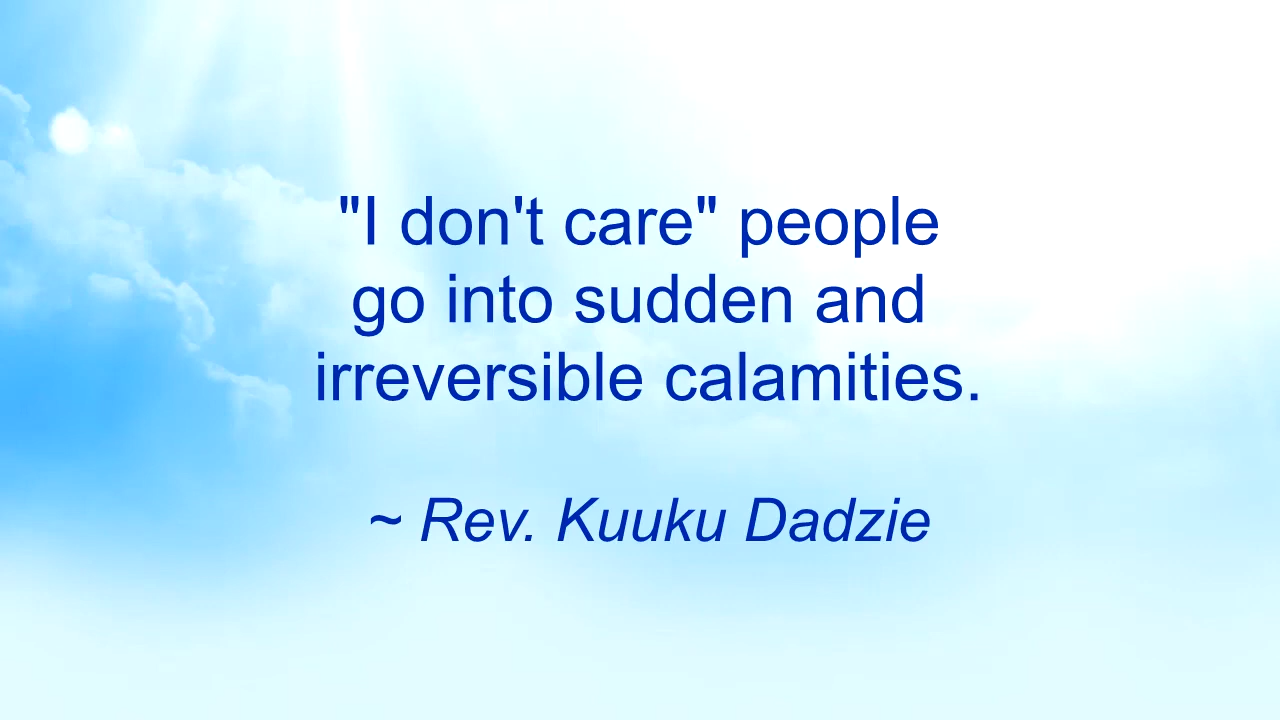 "I don't care" people
go into sudden and
irreversible calamities.
~ Rev. Kuuku Dadzie